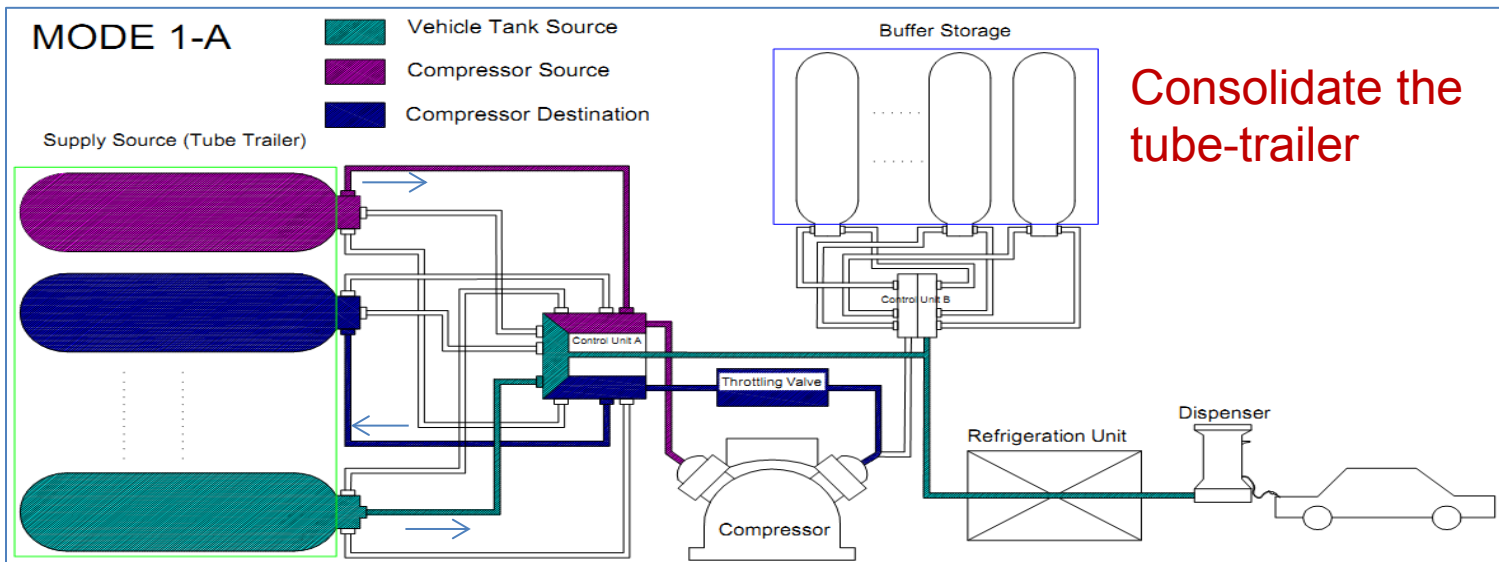 MODE 1-A
Vehicle Tank Source
Compressor Source
Compressor Destination
Buffer Storage
Consolidate the
tube-trailer
Supply Source (Tube Trailer)
Control Unit B
Control Unit A
Throttling Valve
Dispenser
Refrigeration Unit
Compressor